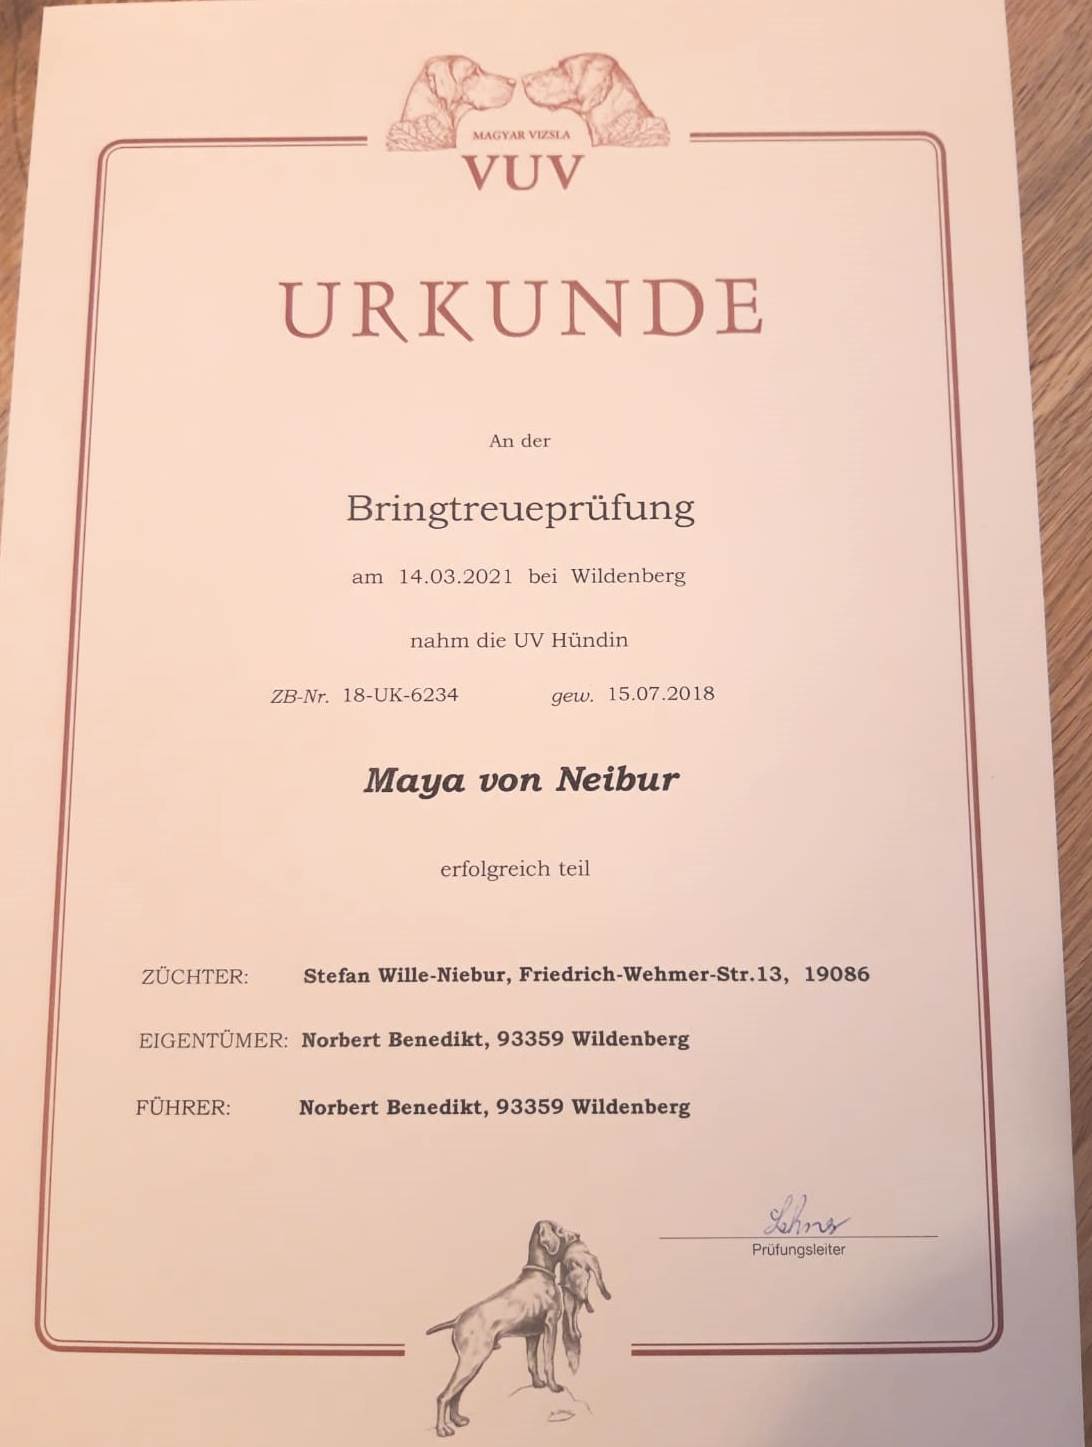 MAGYAR VIZSLA
VUV
URKUNDE
An der
Bringtreueprüfung
am 14.03.2021 bei Wildenberg
nahm die UV Hündin
ZB-Nr. 18-UK-6234 gew. 15.07.2018
Maya von Neibur
erfolgreich teil
ZÜCHTER: Stefan Wille-Niebur, Friedrich-Wehmer-Str.13, 19086
EIGENTÜMER: Norbert Benedikt, 93359 Wildenberg
FÜHRER: Norbert Benedikt, 93359 Wildenberg
Prüfungsleiter